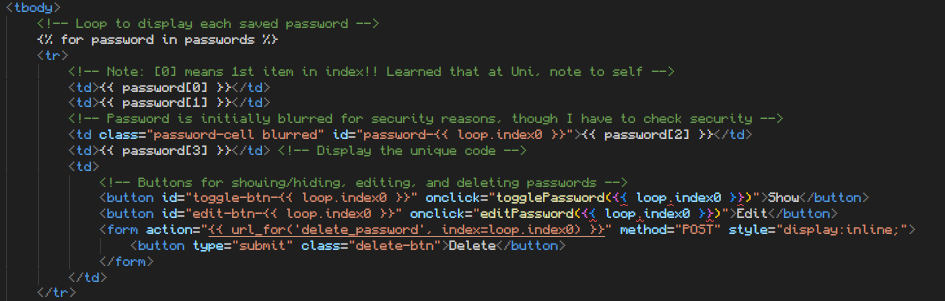 <tbody>
<!-- Loop to display each saved password -->
{% for password in passwords %}
<tr>
<!-- Note: [0] means 1st item in index!! Learned that at Uni, note to self -->
<td>{{ password[0] }}</td>
<td>{{ password[1] }}</td>
<!-- Password is initially blurred for security reasons, though I have to check security -->
<td class="password-cell blurred" id="password-{{ loop.index0 }}">{{ password[2] }}</td>
<td>{{ password[3] }}</td> <!-- Display the unique code -->
<td>
<!-- Buttons for showing/hiding, editing, and deleting passwords -->
<button id="toggle-btn-{{ loop.index0 }}" onclick="togglePassword({{ loop.index0 }})">Show</button>
<button id="edit-btn-{{ loop.index0 }}" onclick="editPassword({{ loop.index0 }})">Edit</button>
<form action="{{ url_for('delete_password', index=loop.index0) }}" method="POST" style="display:inline;">
<button type="submit" class="delete-btn">Delete</button>
</form>
</td>
</tr>